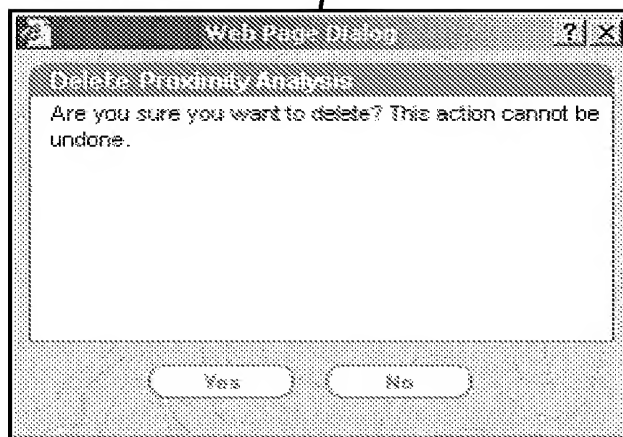 Web Page Dialog
Delete Proximity Analysis
Are you sure you want to delete? This action cannot be
undone.
Yes No